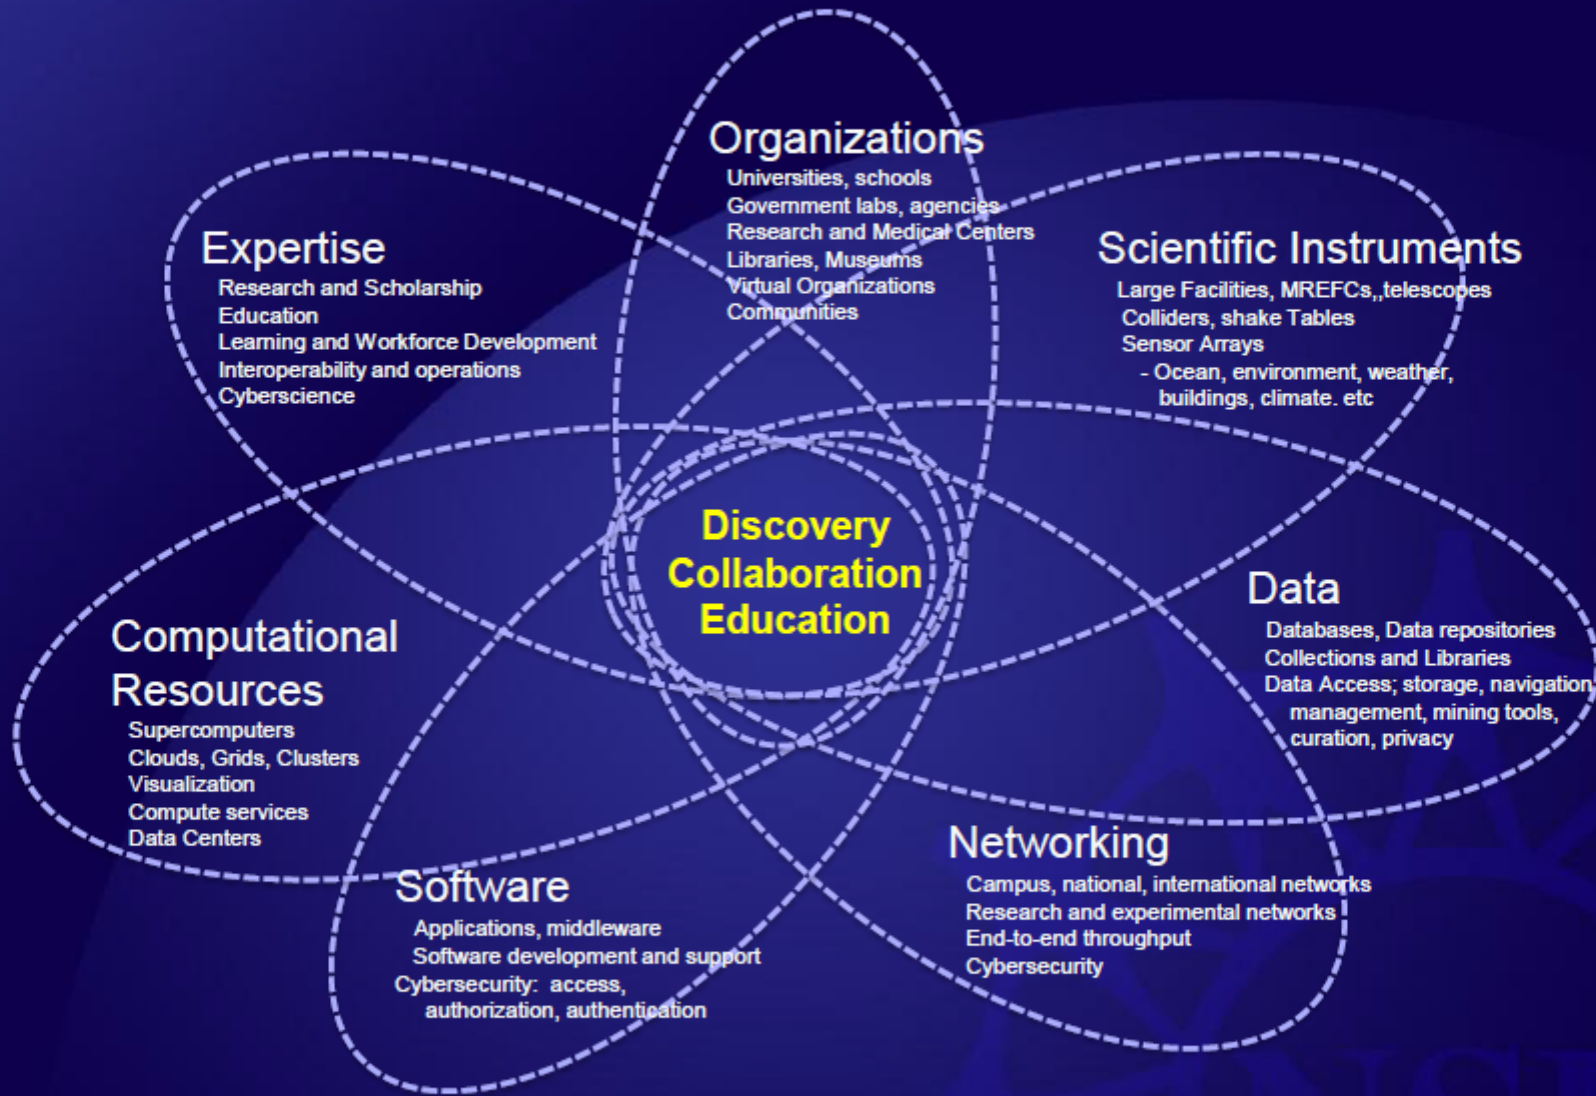 Organizations
Universities, schools
Government labs, agencies
Research and Medical Centers
Libraries, Museums
Virtual Organizations
Communities
Expertise
Research and Scholarship
Education
Learning and Workforce Development
Interoperability and operations
Cyberscience
Scientific Instruments
Large Facilities, MREFCs,,telescopes
Colliders, shake Tables
Sensor Arrays
- Ocean, environment, weather,
buildings, climate. etc
Discovery
Collaboration
Education
Data
Databases, Data repositories
Collections and Libraries
Data Access; storage, navigation
management, mining tools,
curation, privacy
Computational
Resources
Supercomputers
Clouds, Grids, Clusters
Visualization
Compute services
Data Centers
Networking
Campus, national, international networks
Research and experimental networks
End-to-end throughput
Cybersecurity
Software
Applications, middleware
Software development and support
Cybersecurity: access,
authorization, authentication